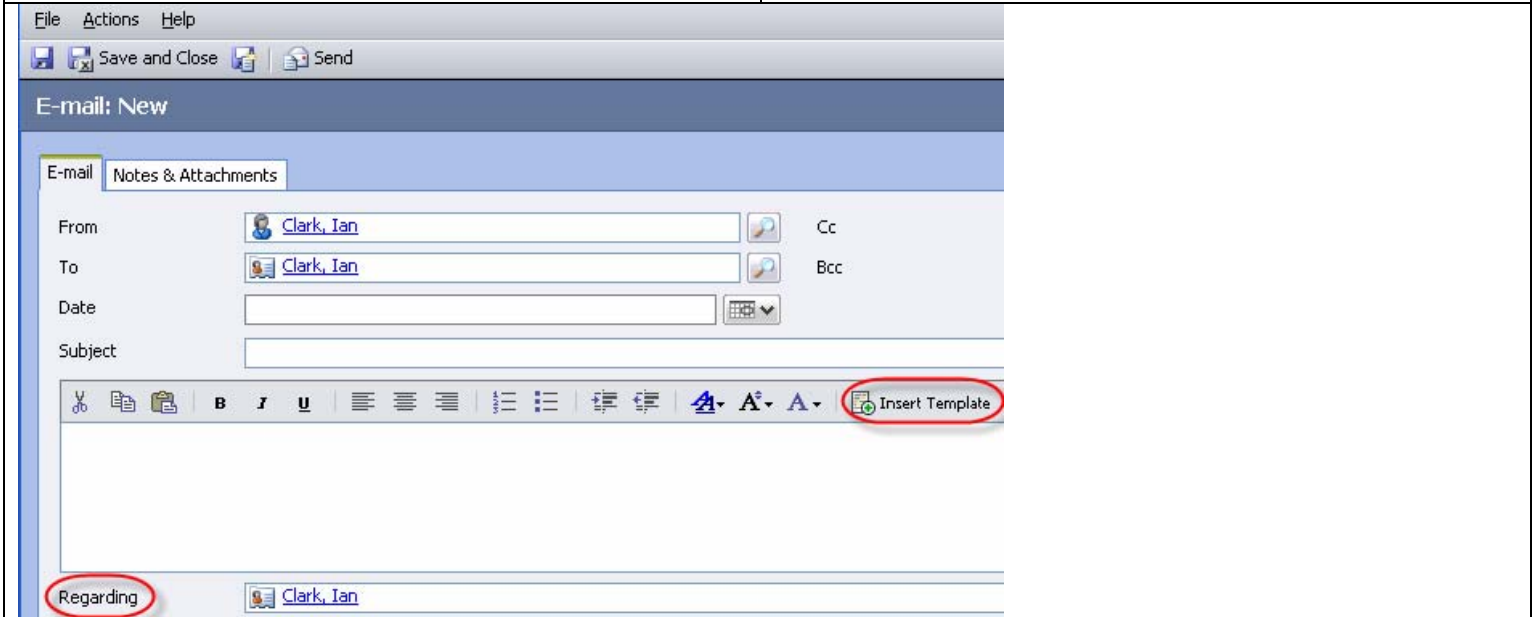 File Actions Help
Save and Close Send
E-mail: New
E-mail Notes & Attachments
From Clark, Ian Cc
To Clark, Ian Bcc
Date
Subject
B I U A A A Insert Template
Regarding Clark, Ian